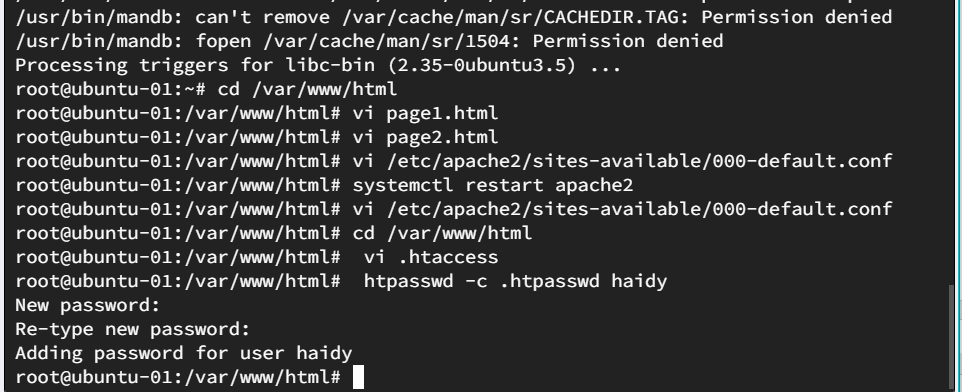 /usr/bin/mandb: can't remove /var/cache/man/sr/CACHEDIR.TAG: Permission denied
/usr/bin/mandb: fopen /var/cache/man/sr/1504: Permission denied
Processing triggers for libc-bin (2.35-0ubuntu3.5) ...
root@ubuntu-01:~# cd /var/www/html
root@ubuntu-01:/var/www/html# vi page1.html
root@ubuntu-01:/var/www/html# vi page2.html
root@ubuntu-01:/var/www/html# vi /etc/apache2/sites-available/000-default.conf
root@ubuntu-01:/var/www/html# systemctl restart apache2
root@ubuntu-01:/var/www/html# vi /etc/apache2/sites-available/000-default.conf
root@ubuntu-01:/var/www/html# cd /var/www/html
root@ubuntu-01:/var/www/html#  vi .htaccess
root@ubuntu-01:/var/www/html#  htpasswd -c .htpasswd haidy
New password:
Re-type new password:
Adding password for user haidy
root@ubuntu-01:/var/www/html#